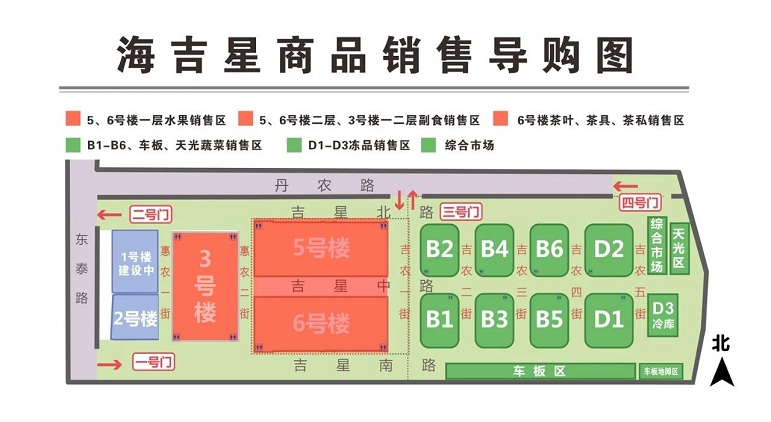 海吉星商品销售导购图
5、6号楼一层水果销售区
5、6号楼二层、3号楼一二层副食销售区
6号楼茶叶、茶具、茶私销售区
B1-B6、车板、天光蔬菜销售区
D1-D3冻品销售区
综合市场
丹农路
四号门
二号门
吉星北路
三号门
东泰路
1号楼
建设中
2号楼
惠农一街
3号楼
惠农二街
5号楼
吉星中路
6号楼
吉农一街
B2
吉农二街
B4
吉农三街
B6
吉农四街
D2
吉农五街
综合市场
天光区
B1
B3
B5
D1
D3
冷库
一号门
吉星南路
车板区
车板地摊区
北